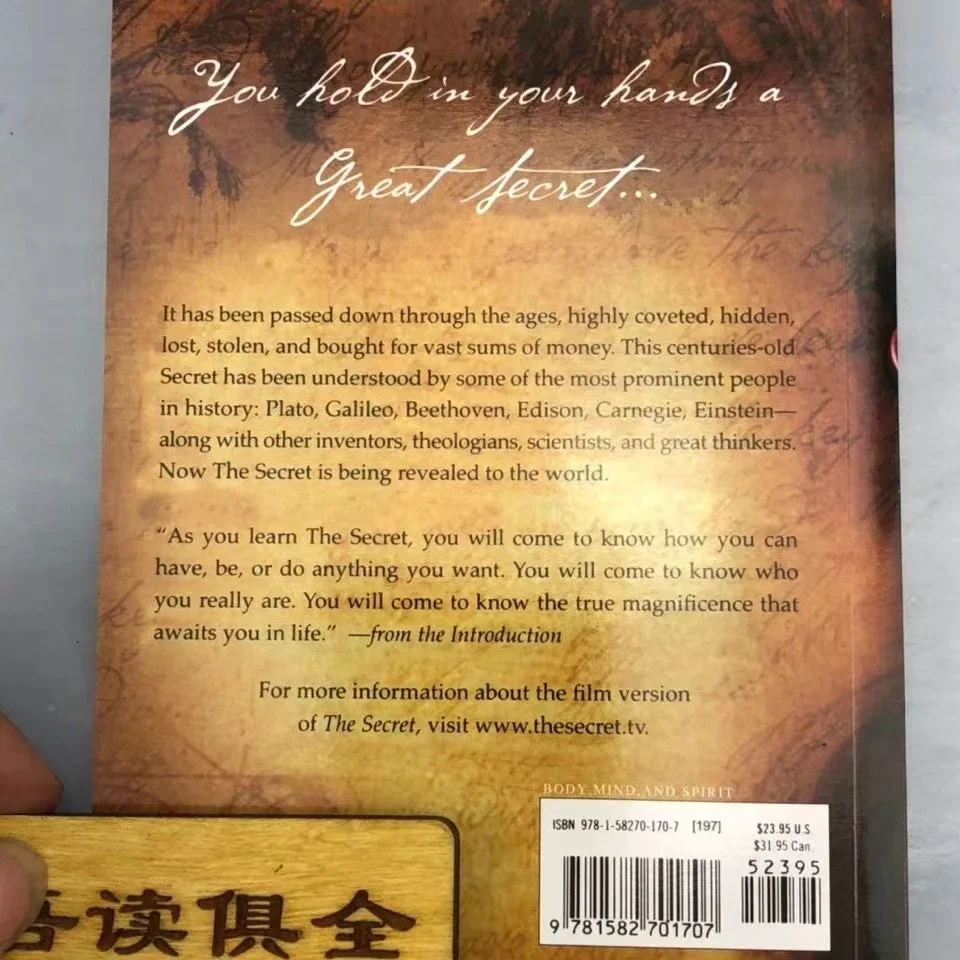 You hold in your hands a
Great Secret...
It has been passed down through the ages, highly coveted, hidden,
lost, stolen, and bought for vast sums of money. This centuries-old
Secret has been understood by some of the most prominent people
in history: Plato, Galileo, Beethoven, Edison, Carnegie, Einstein—
along with other inventors, theologians, scientists, and great thinkers.
Now The Secret is being revealed to the world.
“As you learn The Secret, you will come to know how you can
have, be, or do anything you want. You will come to know who
you really are. You will come to know the true magnificence that
awaits you in life.” —from the Introduction
For more information about the film version
of The Secret, visit www.thesecret.tv.
BODY,MIND,AND SPIRIT
ISBN 978-1-58270-170-7 [197]
$23.95 U.S.
$31.95 Can.
52395
9 781582 701707
读俱全